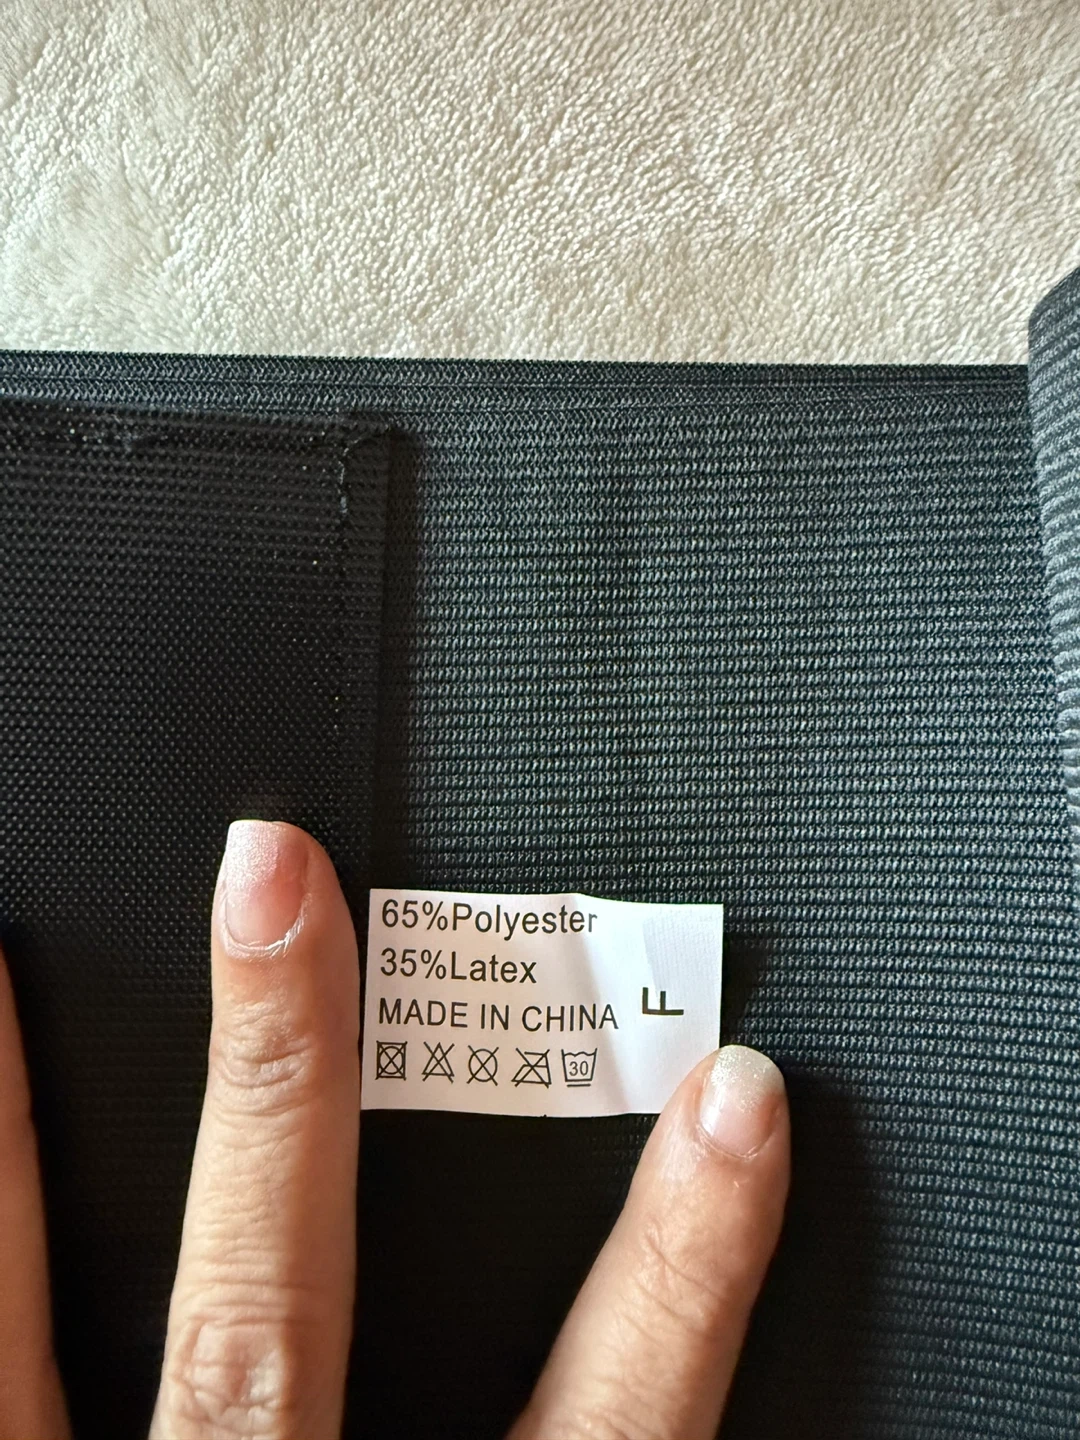 65%Polyester
35%Latex
MADE IN CHINA
30
F